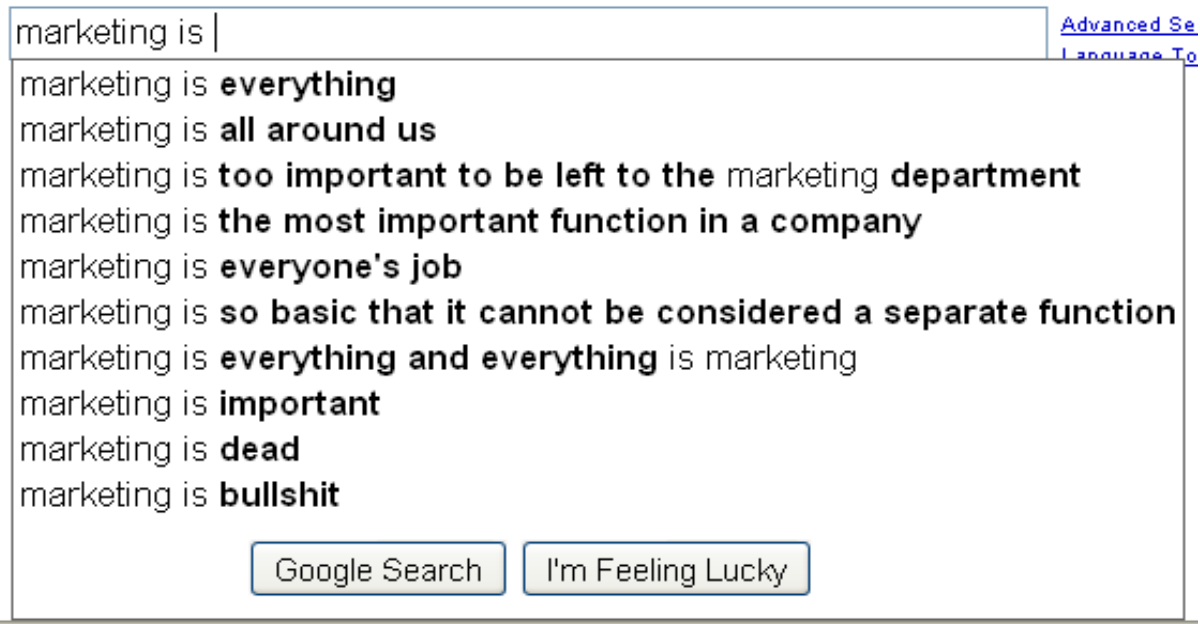 marketing is
Advanced Se
Language To
marketing is everything
marketing is all around us
marketing is too important to be left to the marketing department
marketing is the most important function in a company
marketing is everyone's job
marketing is so basic that it cannot be considered a separate function
marketing is everything and everything is marketing
marketing is important
marketing is dead
marketing is bullshit
Google Search
I'm Feeling Lucky